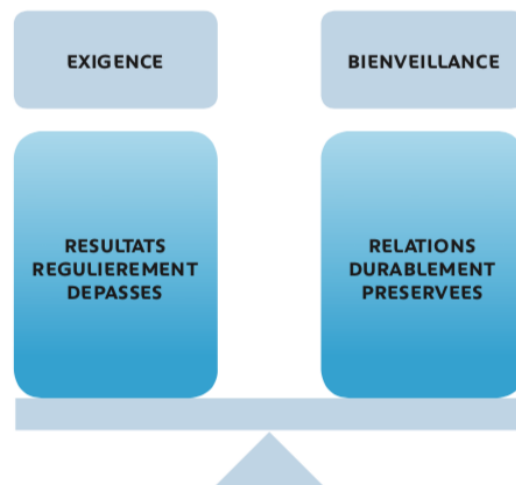 EXIGENCE
BIENVEILLANCE
RESULTATS
REGULIEREMENT
DEPASSES
RELATIONS
DURABLEMENT
PRESERVEES